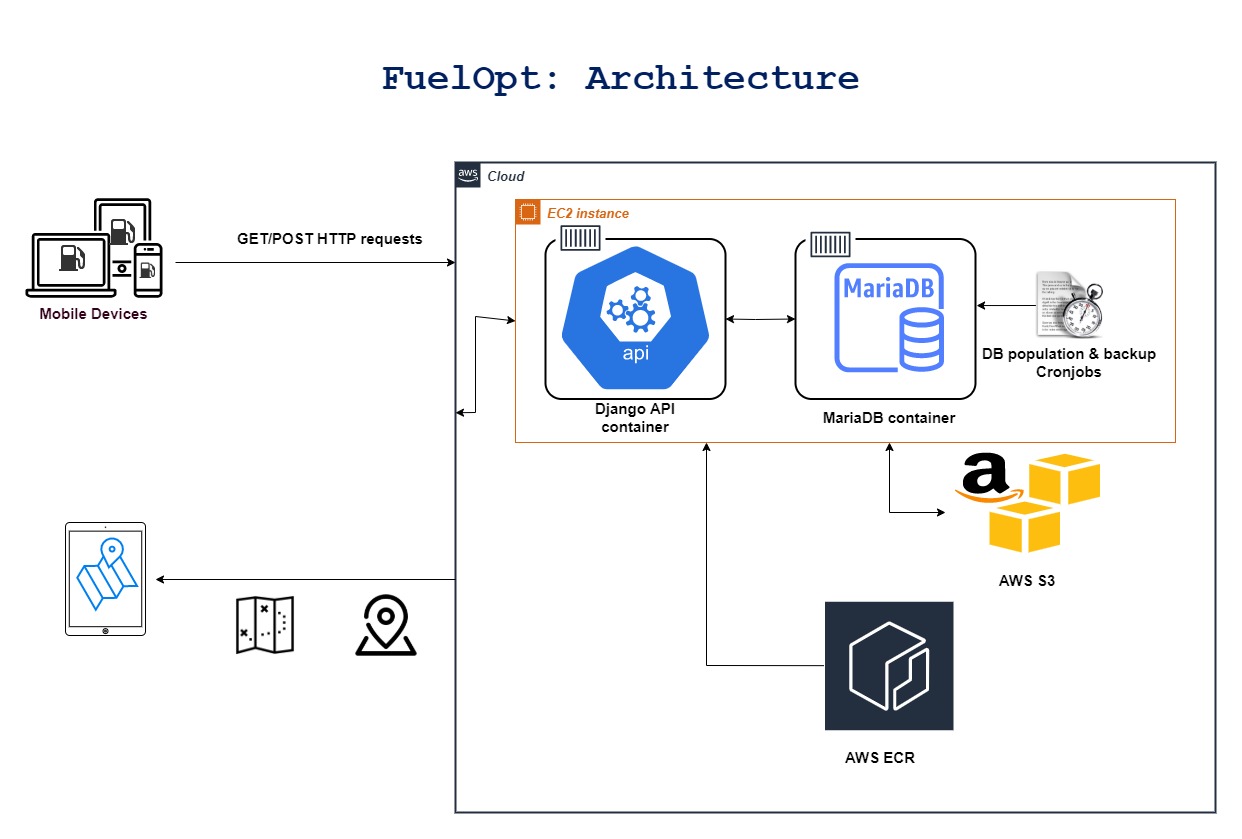 FuelOpt: Architecture
aws
Cloud
EC2 instance
GET/POST HTTP requests
Mobile Devices
api
MariaDB
DB population & backup
Cronjobs
Django API
container
MariaDB container
a
AWS S3
AWS ECR